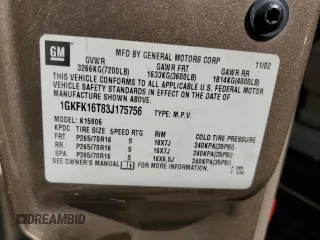 GM
MFD BY GENERAL MOTORS CORP
11/02
GVWR GAWR FRT GAWR RR
3266KG(7200LB) 1633KG(3600LB) 1814KG(4000LB)
THIS VEHICLE CONFORMS TO ALL APPLICABLE U.S. FEDERAL MOTOR
VEHICLE SAFETY STANDARDS IN EFFECT ON THE DATE OF
MANUFACTURE SHOWN ABOVE.
1GKFK16T83J175756 TYPE: M.P.V.
MODEL: K15906
KPDC TIRE SIZE SPEED RTG RIM COLD TIRE PRESSURE
FRT P265/70R16 S 16X7J 240KPA(35PSI)
RR P265/70R16 S 16X7J 240KPA(35PSI)
SPA P265/70R16 S 16X6.5J 240KPA(35PSI)
SEE OWNER'S MANUAL FOR ADDITIONAL INFORMATION
DREAMBID